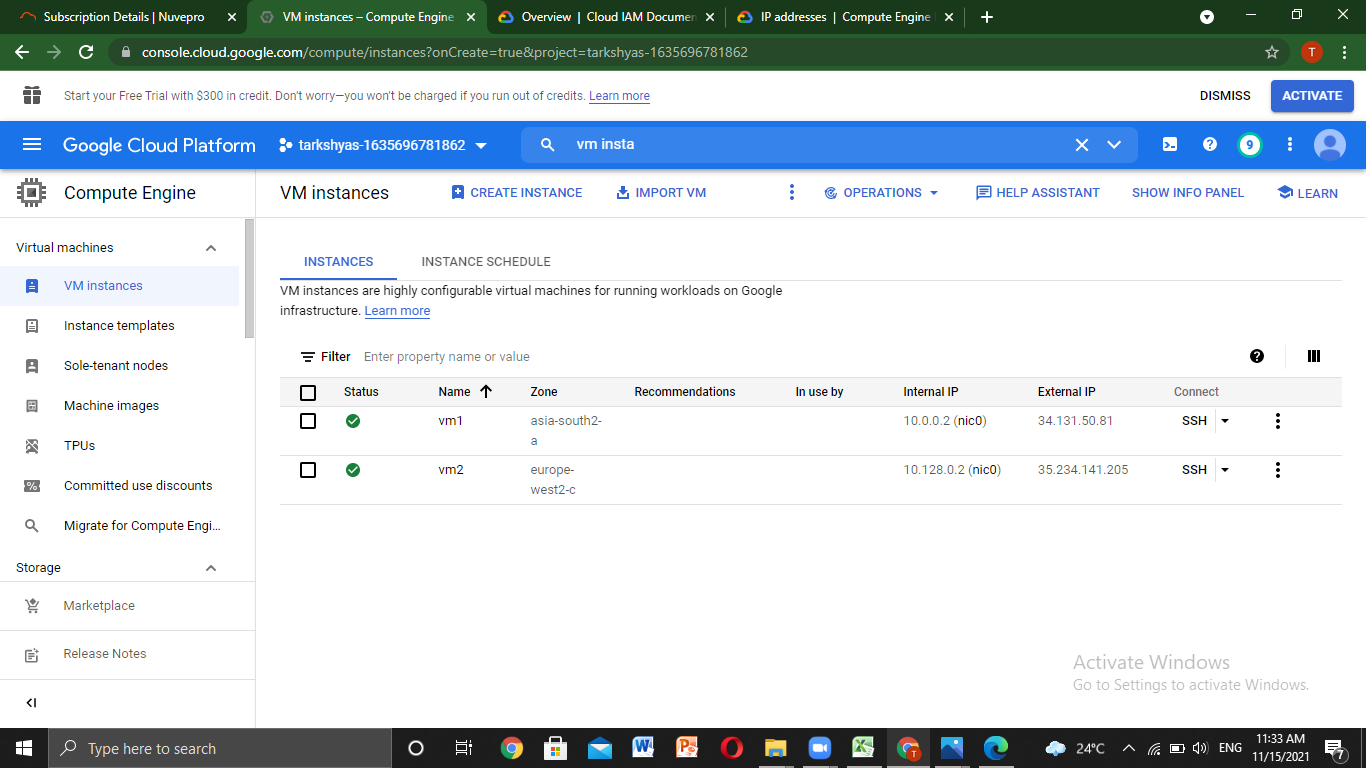 Subscription Details | Nuvepro
VM instances – Compute Engine
Overview | Cloud IAM Documen
IP addresses | Compute Engine
console.cloud.google.com/compute/instances?onCreate=true&project=tarkshyas-1635696781862
T
Start your Free Trial with $300 in credit. Don't worry—you won't be charged if you run out of credits. Learn more
DISMISS
ACTIVATE
Google Cloud Platform
tarkshyas-1635696781862
vm insta
9
Compute Engine
VM instances
CREATE INSTANCE
IMPORT VM
OPERATIONS
HELP ASSISTANT
SHOW INFO PANEL
LEARN
Virtual machines
VM instances
Instance templates
Sole-tenant nodes
Machine images
TPUs
Committed use discounts
Migrate for Compute Engi...
Storage
Marketplace
Release Notes
INSTANCES
INSTANCE SCHEDULE
VM instances are highly configurable virtual machines for running workloads on Google
infrastructure. Learn more
Filter Enter property name or value
Status Name Zone Recommendations In use by Internal IP External IP Connect
vm1 asia-south2- 10.0.0.2 (nic0) 34.131.50.81 SSH
a
vm2 europe- 10.128.0.2 (nic0) 35.234.141.205 SSH
west2-c
Activate Windows
Go to Settings to activate Windows.
Type here to search
T
24°C
ENG
11:33 AM
11/15/2021
7